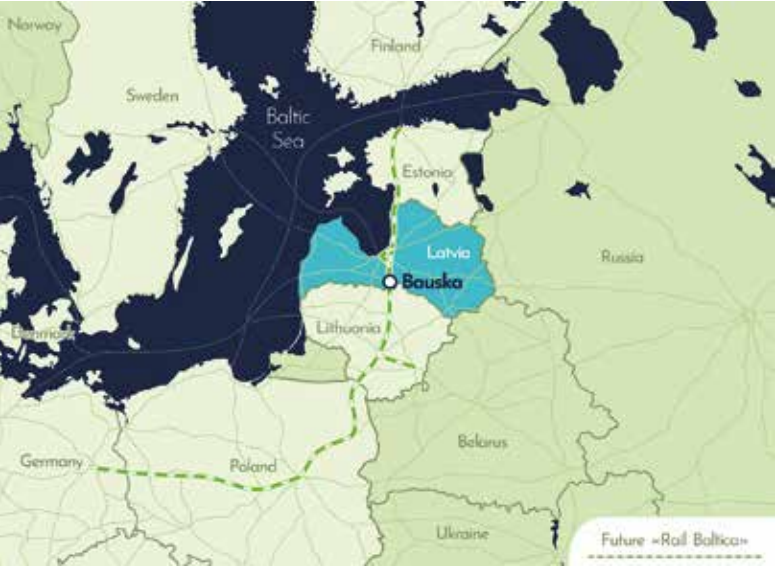 Norway
Finland
Sweden
Baltic
Sea
Estonia
Latvia
Russia
Bauska
Denmark
Lithuania
Belarus
Germany
Poland
Ukraine
Future «Rail Baltica»